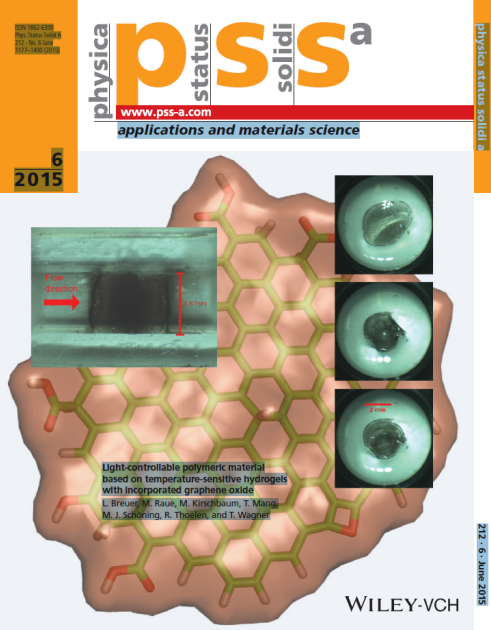 ISSN 1862-6300
Phys. Status Solidi A
212 · No. 6 June
1177–1400 (2015)
physica
status
solidi
pssa
www.pss-a.com
applications and materials science
physica status solidi a
6
2015
Flow
direction
1.5 mm
2 mm
Light-controllable polymeric material
based on temperature-sensitive hydrogels
with incorporated graphene oxide
L. Breuer, M. Raue, M. Kirschbaum, T. Mang,
M. J. Schöning, R. Thoelen, and T. Wagner
212 · 6 · June 2015
WILEY-VCH